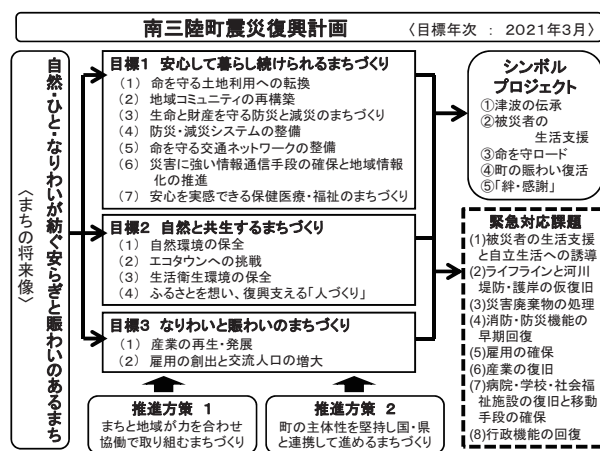 南三陸町震災復興計画 〈目標年次 : 2021年3月〉
自然・ひと・なりわいが紡ぐ安らぎと賑わいのあるまち
〈まちの将来像〉
目標1 安心して暮らし続けられるまちづくり
(1) 命を守る土地利用への転換
(2) 地域コミュニティの再構築
(3) 生命と財産を守る防災と減災のまちづくり
(4) 防災・減災システムの整備
(5) 命を守る交通ネットワークの整備
(6) 災害に強い情報通信手段の確保と地域情報
化の推進
(7) 安心を実感できる保健医療・福祉のまちづくり
目標2 自然と共生するまちづくり
(1) 自然環境の保全
(2) エコタウンへの挑戦
(3) 生活衛生環境の保全
(4) ふるさとを想い、復興支える「人づくり」
目標3 なりわいと賑わいのまちづくり
(1) 産業の再生・発展
(2) 雇用の創出と交流人口の増大
推進方策 1
まちと地域が力を合わせ
協働で取り組むまちづくり
推進方策 2
町の主体性を堅持し国・県
と連携して進めるまちづくり
シンボル
プロジェクト
①津波の伝承
②被災者の
生活支援
③命を守ロード
④町の賑わい復活
⑤「絆・感謝」
緊急対応課題
(1)被災者の生活支援
と自立生活への誘導
(2)ライフラインと河川
堤防・護岸の仮復旧
(3)災害廃棄物の処理
(4)消防・防災機能の
早期回復
(5)雇用の確保
(6)産業の復旧
(7)病院・学校・社会福
祉施設の復旧と移動
手段の確保
(8)行政機能の回復